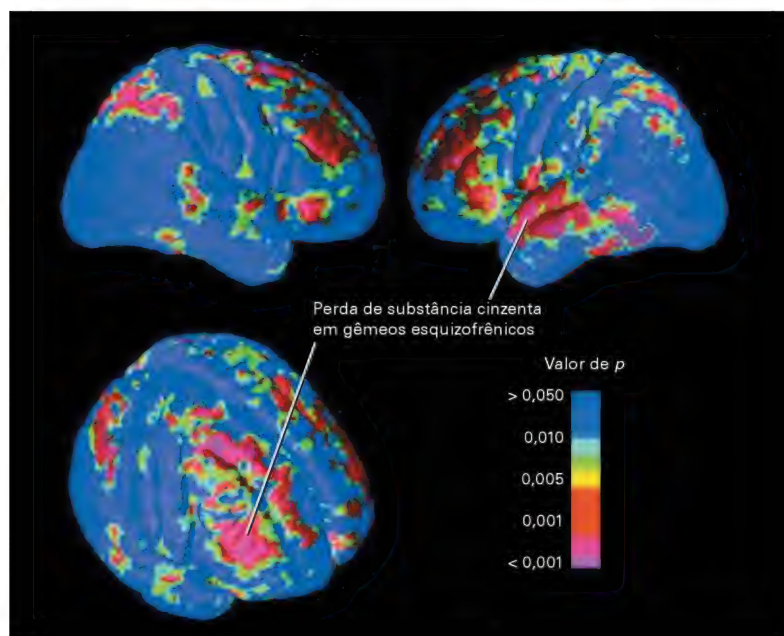 Perda de substância cinzenta
em gêmeos esquizofrênicos
Valor de p
> 0,050
0,010
0,005
0,001
< 0,001